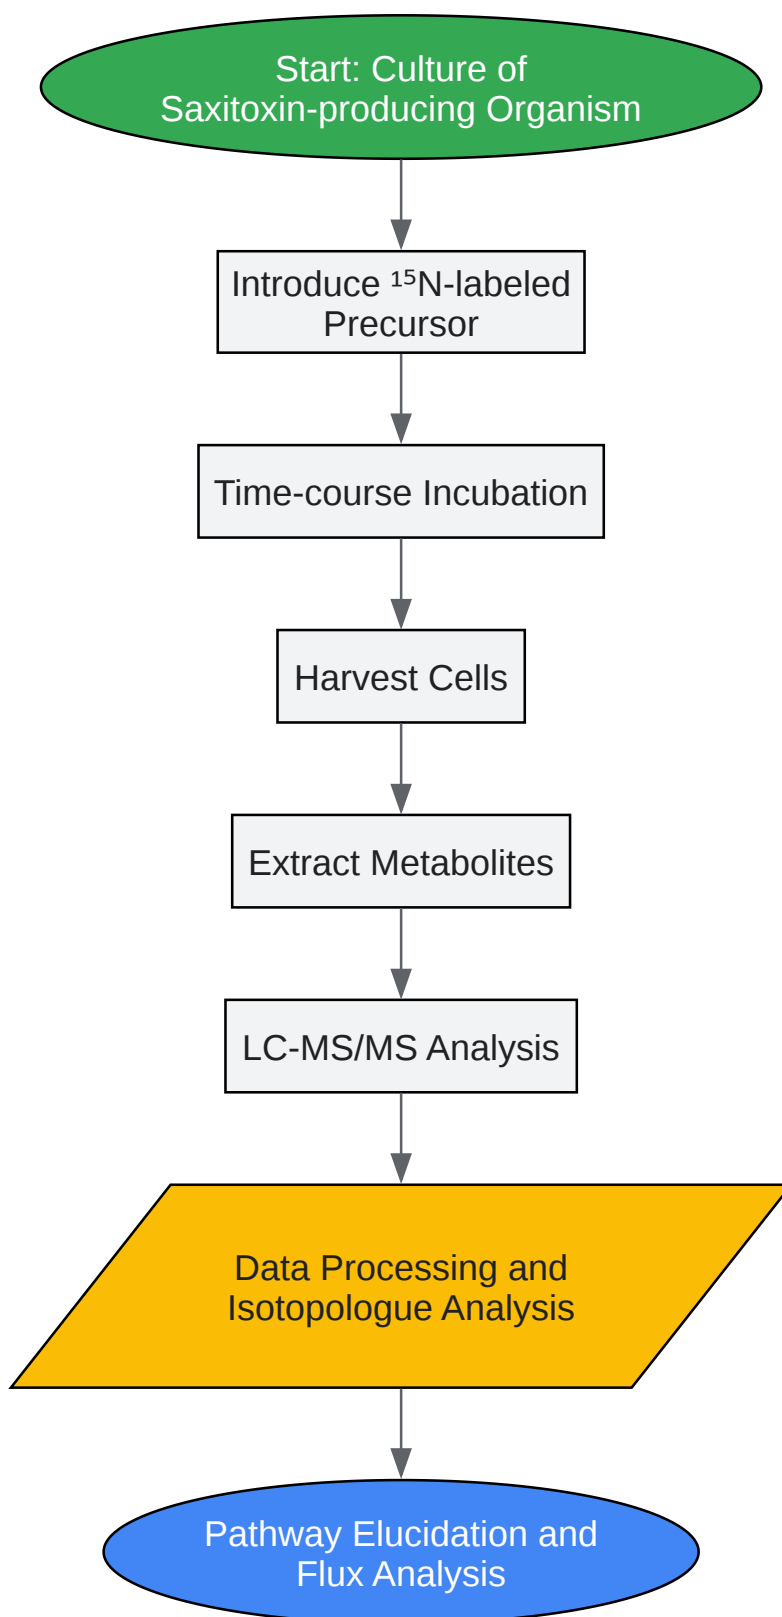 Start: Culture of
Saxitoxin-producing Organism
Introduce ¹⁵N-labeled
Precursor
Time-course Incubation
Harvest Cells
Extract Metabolites
LC-MS/MS Analysis
Data Processing and
Isotopologue Analysis
Pathway Elucidation and
Flux Analysis